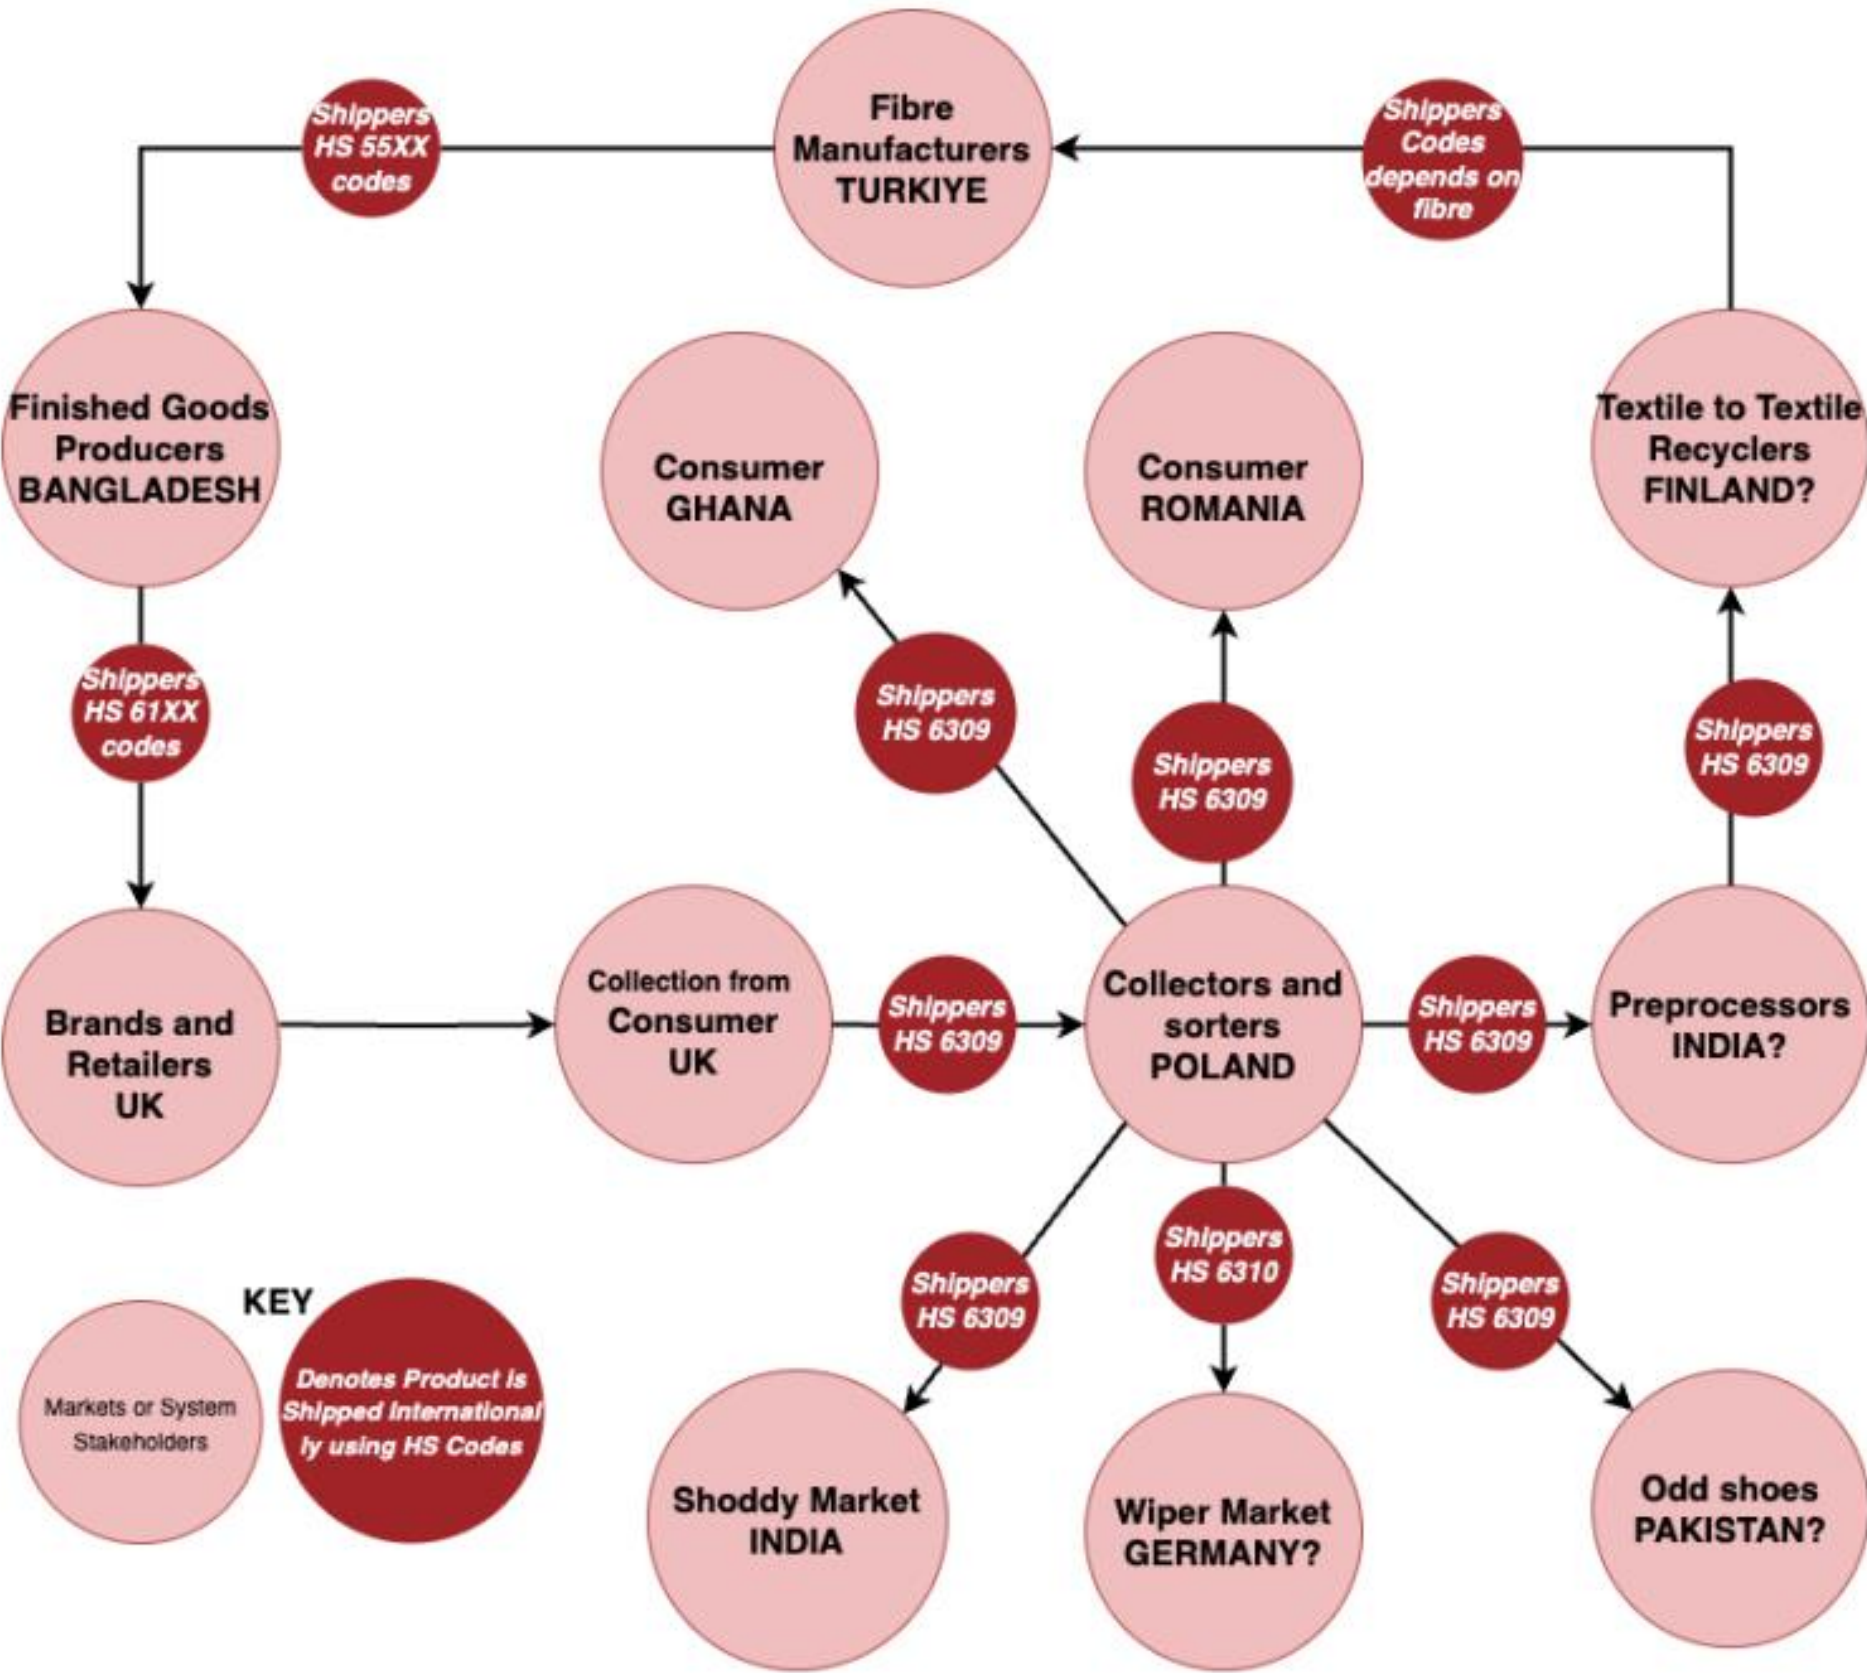 Fibre
Manufacturers
TURKIYE
Shippers
HS 55XX
codes
Shippers
Codes
depends on
fibre
Finished Goods
Producers
BANGLADESH
Consumer
GHANA
Consumer
ROMANIA
Textile to Textile
Recyclers
FINLAND?
Shippers
HS 61XX
codes
Shippers
HS 6309
Shippers
HS 6309
Shippers
HS 6309
Brands and
Retailers
UK
Collection from
Consumer
UK
Shippers
HS 6309
Collectors and
sorters
POLAND
Shippers
HS 6309
Preprocessors
INDIA?
Shippers
HS 6309
Shippers
HS 6310
Shippers
HS 6309
KEY
Markets or System
Stakeholders
Denotes Product is
Shipped International
ly using HS Codes
Shoddy Market
INDIA
Wiper Market
GERMANY?
Odd shoes
PAKISTAN?